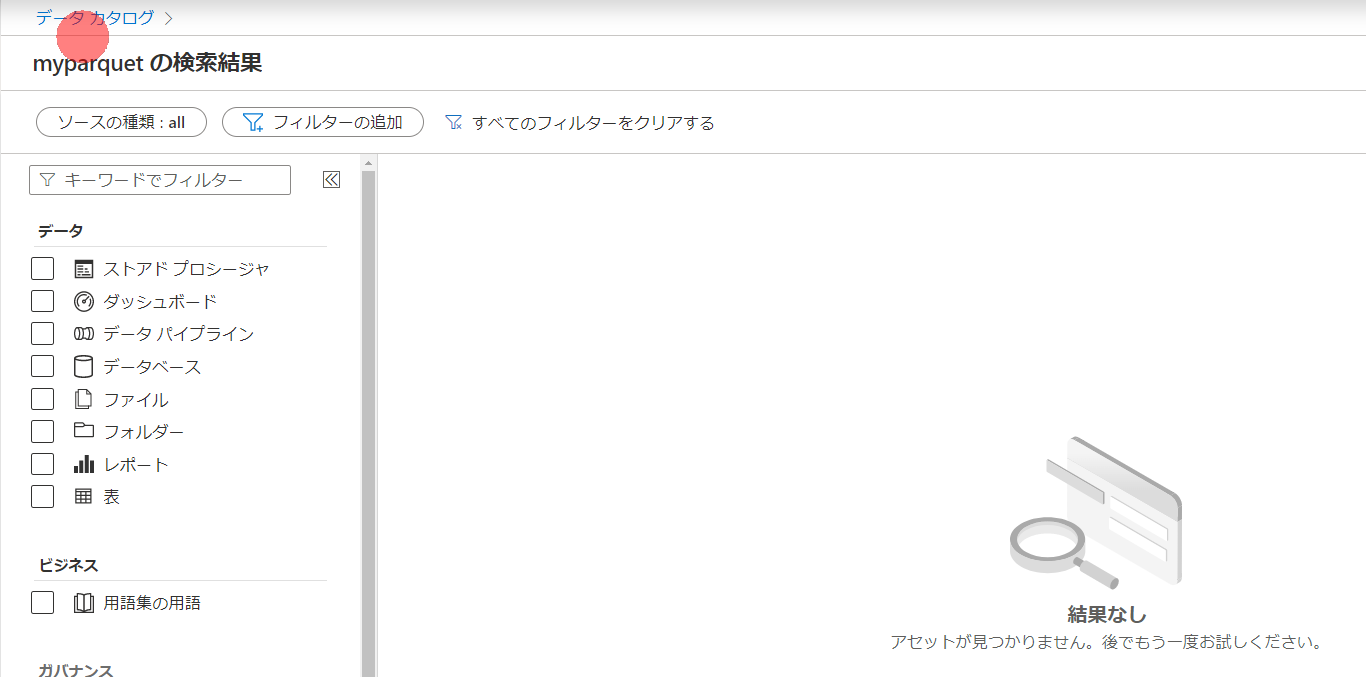 データ カタログ
myparquet の検索結果
ソースの種類 : all
フィルターの追加
すべてのフィルターをクリアする
キーワードでフィルター
データ
ストアド プロシージャ
ダッシュボード
データ パイプライン
データベース
ファイル
フォルダー
レポート
表
ビジネス
用語集の用語
ガバナンス
結果なし
アセットが見つかりません。後でもう一度お試しください。